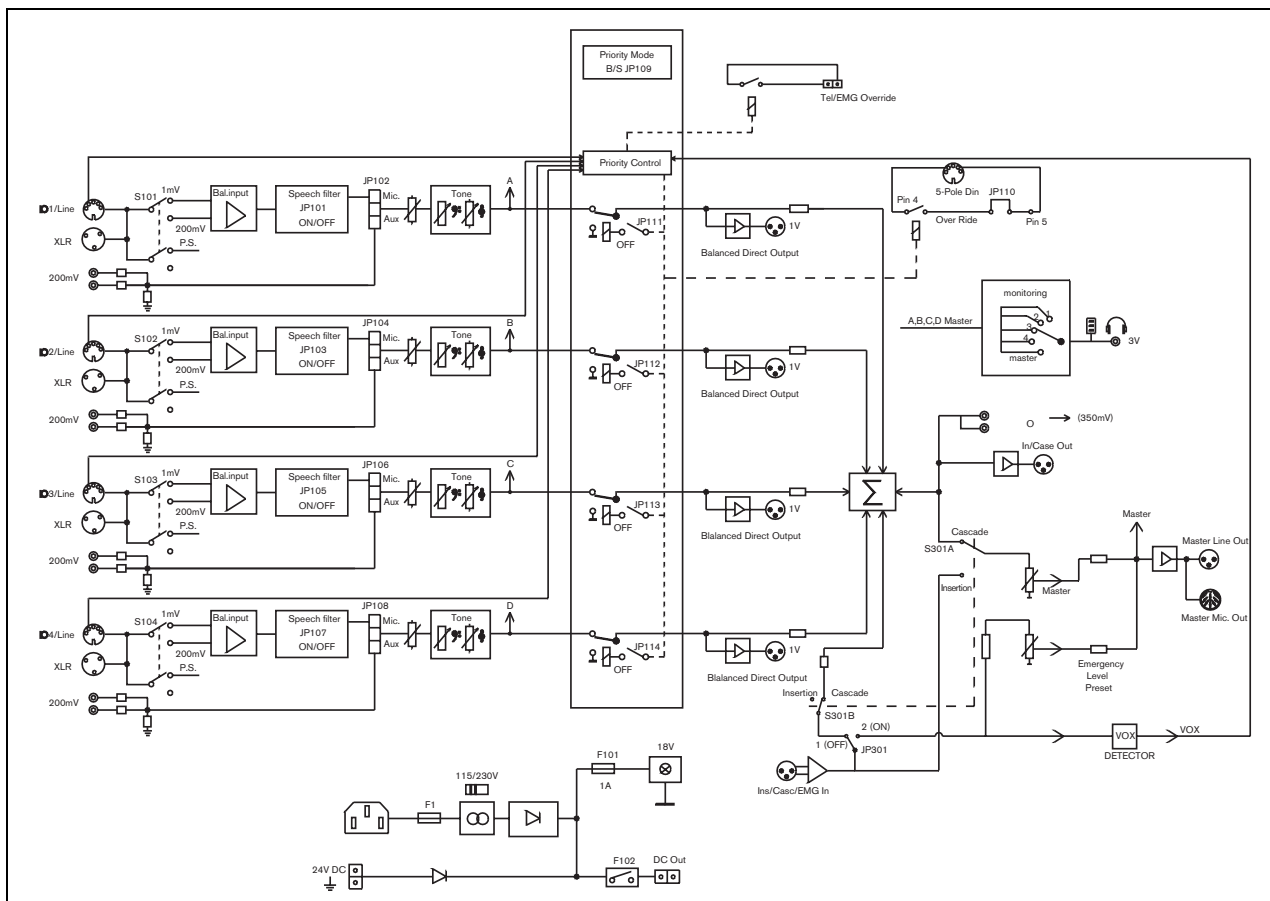 Priority Mode
B/S JP109
Tel/EMG Override
Priority Control
5-Pole Din
JP110
Pin 4
Over Ride
Pin 5
1/Line
XLR
200mV
S101
1mV
200mV
P.S.
Bal.input
Speech filter
JP101
ON/OFF
JP102
Mic.
Aux
Tone
A
JP111
OFF
1V
Balanced Direct Output
2/Line
XLR
200mV
S102
1mV
200mV
P.S.
Bal.input
Speech filter
JP103
ON/OFF
JP104
Mic.
Aux
Tone
B
JP112
OFF
1V
Balanced Direct Output
monitoring
A,B,C,D Master
1
2
3
4
master
3V
3/Line
XLR
200mV
S103
1mV
200mV
P.S.
Bal.input
Speech filter
JP105
ON/OFF
JP106
Mic.
Aux
Tone
C
JP113
OFF
1V
Blalanced Direct Output
Σ
O
(350mV)
In/Case Out
Cascade
S301A
Insertion
Master
Master
Master Line Out
Master Mic. Out
Emergency
Level
Preset
4/Line
XLR
200mV
S104
1mV
200mV
P.S.
Bal.input
Speech filter
JP107
ON/OFF
JP108
Mic.
Aux
Tone
D
JP114
OFF
1V
Blalanced Direct Output
Insertion
Cascade
S301B
2 (ON)
1 (OFF)
JP301
Ins/Casc/EMG In
VOX
DETECTOR
VOX
F101
1A
18V
115/230V
F1
24V DC
F102
DC Out